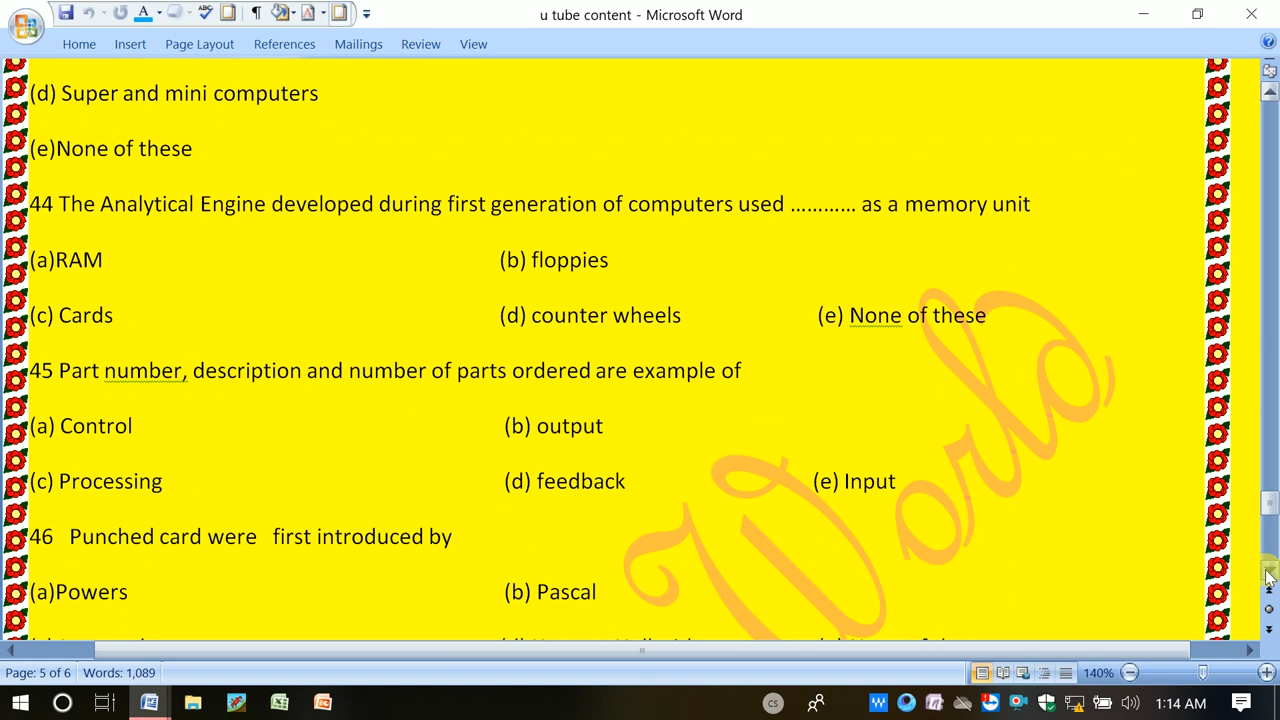 u tube content - Microsoft Word
Home Insert Page Layout References Mailings Review View
(d) Super and mini computers
(e)None of these
44 The Analytical Engine developed during first generation of computers used ………… as a memory unit
(a)RAM (b) floppies
(c) Cards (d) counter wheels (e) None of these
45 Part number, description and number of parts ordered are example of
(a) Control (b) output
(c) Processing (d) feedback (e) Input
46 Punched card were first introduced by
(a)Powers (b) Pascal
World
Page: 5 of 6 Words: 1,089 140%
CS 1:14 AM